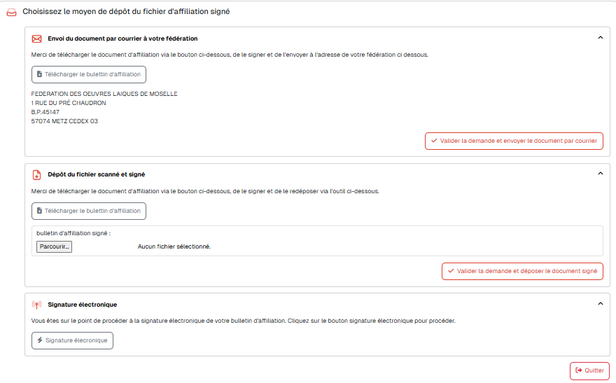 Choisissez le moyen de dépôt du fichier d'affiliation signé
Envoi du document par courrier à votre fédération
Merci de télécharger le document d'affiliation via le bouton ci-dessous, de le signer et de l'envoyer à l'adresse de votre fédération ci dessous.
Télécharger le bulettin d'affiliation
FEDERATION DES OEUVRES LAIQUES DE MOSELLE
1 RUE DU PRÉ CHAUDRON
B.P.45147
57074 METZ CEDEX 03
Valider la demande et envoyer le document par courrier
Dépôt du fichier scanné et signé
Merci de télécharger le document d'affiliation via le bouton ci-dessous, de le signer et de le redéposer via l'outil ci-dessous.
Télécharger le bulettin d'affiliation
bulletin d'affiliation signé :
Parcourir... Aucun fichier sélectionné.
Valider la demande et déposer le document signé
Signature électronique
Vous êtes sur le point de procéder à la signature électronique de votre bulletin d'affiliation. Cliquez sur le bouton signature électronique pour procéder.
Signature électronique
Quitter